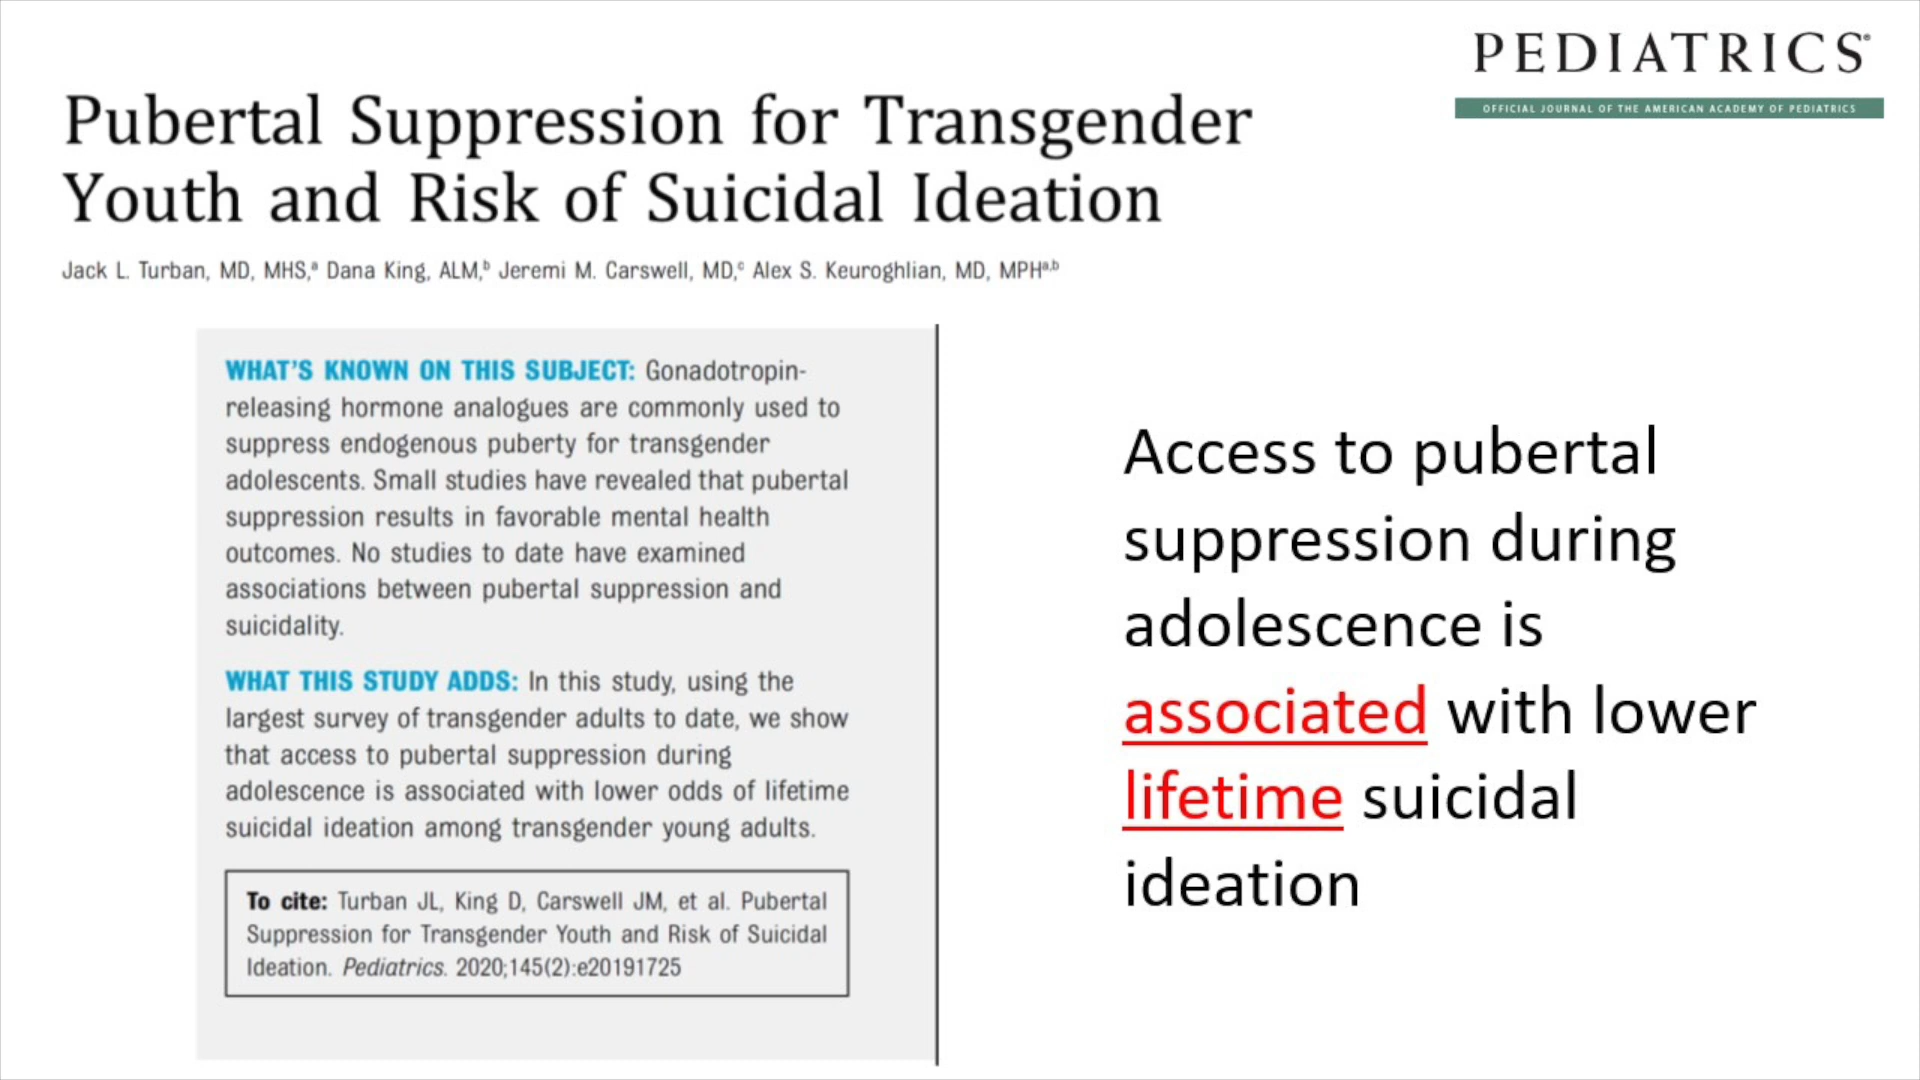 PEDIATRICS®
OFFICIAL JOURNAL OF THE AMERICAN ACADEMY OF PEDIATRICS
Pubertal Suppression for Transgender
Youth and Risk of Suicidal Ideation
Jack L. Turban, MD, MHS,ᵃ Dana King, ALM,ᵇ Jeremi M. Carswell, MD,ᶜ Alex S. Keuroghlian, MD, MPHᵃ,ᵇ
WHAT'S KNOWN ON THIS SUBJECT: Gonadotropin-
releasing hormone analogues are commonly used to
suppress endogenous puberty for transgender
adolescents. Small studies have revealed that pubertal
suppression results in favorable mental health
outcomes. No studies to date have examined
associations between pubertal suppression and
suicidality.
WHAT THIS STUDY ADDS: In this study, using the
largest survey of transgender adults to date, we show
that access to pubertal suppression during
adolescence is associated with lower odds of lifetime
suicidal ideation among transgender young adults.
To cite: Turban JL, King D, Carswell JM, et al. Pubertal
Suppression for Transgender Youth and Risk of Suicidal
Ideation. Pediatrics. 2020;145(2):e20191725
Access to pubertal
suppression during
adolescence is
associated with lower
lifetime suicidal
ideation